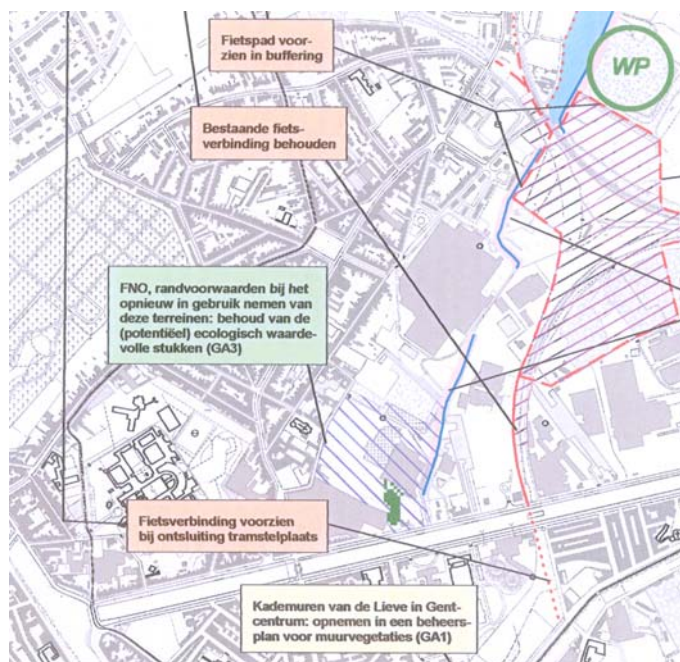 Fietspad voor-
zien in buffering
WP
Bestaande fiets-
verbinding behouden
FNO, randvoorwaarden bij het
opnieuw in gebruik nemen van
deze terreinen: behoud van de
(potentiëel) ecologisch waarde-
volle stukken (GA3)
Fietsverbinding voorzien
bij ontsluiting tramstelplaats
Kademuren van de Lieve in Gent-
centrum: opnemen in een beheers-
plan voor muurvegetaties (GA1)